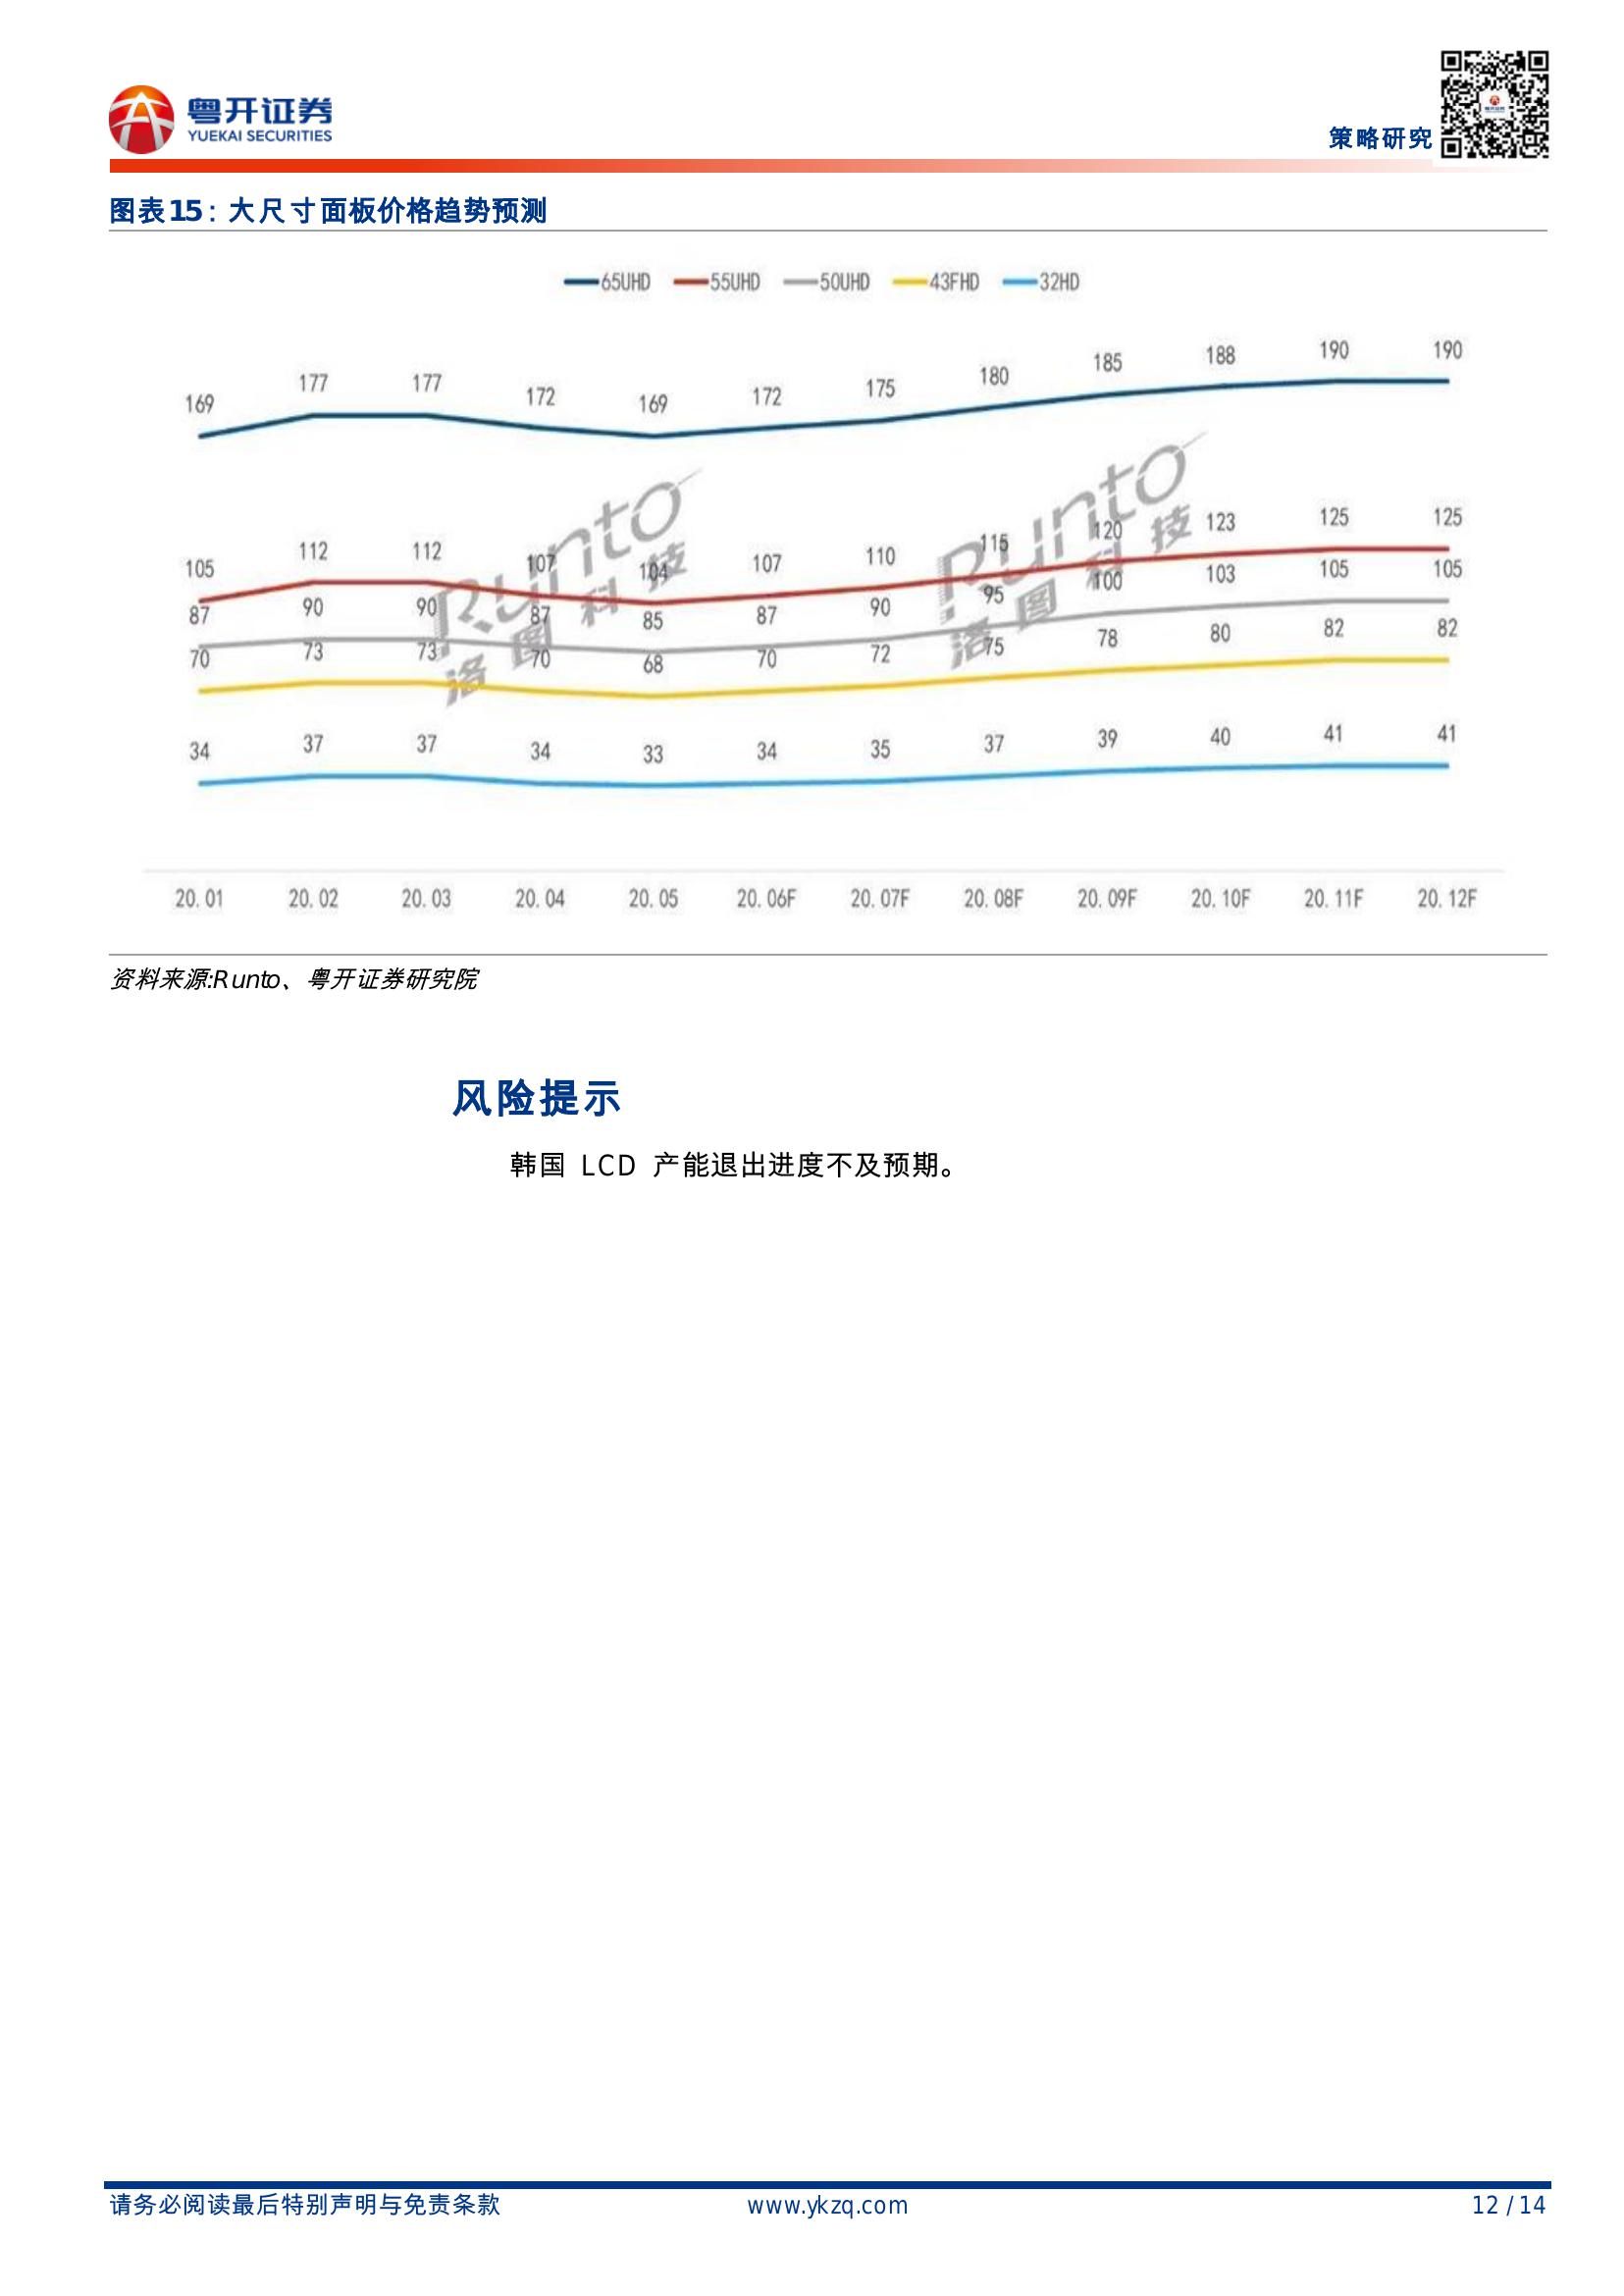 粤开证券
YUEKAI SECURITIES
策略研究
图表15：大尺寸面板价格趋势预测
65UHD 55UHD 50UHD 43FHD 32HD
169 177 177 172 169 172 175 180 185 188 190 190
105 112 112 107 104 107 110 115 120 123 125 125
87 90 90 87 85 87 90 95 100 103 105 105
70 73 73 70 68 70 72 75 78 80 82 82
34 37 37 34 33 34 35 37 39 40 41 41
Runto
洛图科技
Runto
洛图科技
20.01 20.02 20.03 20.04 20.05 20.06F 20.07F 20.08F 20.09F 20.10F 20.11F 20.12F
资料来源:Runto、粤开证券研究院
风险提示
韩国 LCD 产能退出进度不及预期。
请务必阅读最后特别声明与免责条款 www.ykzq.com 12 / 14